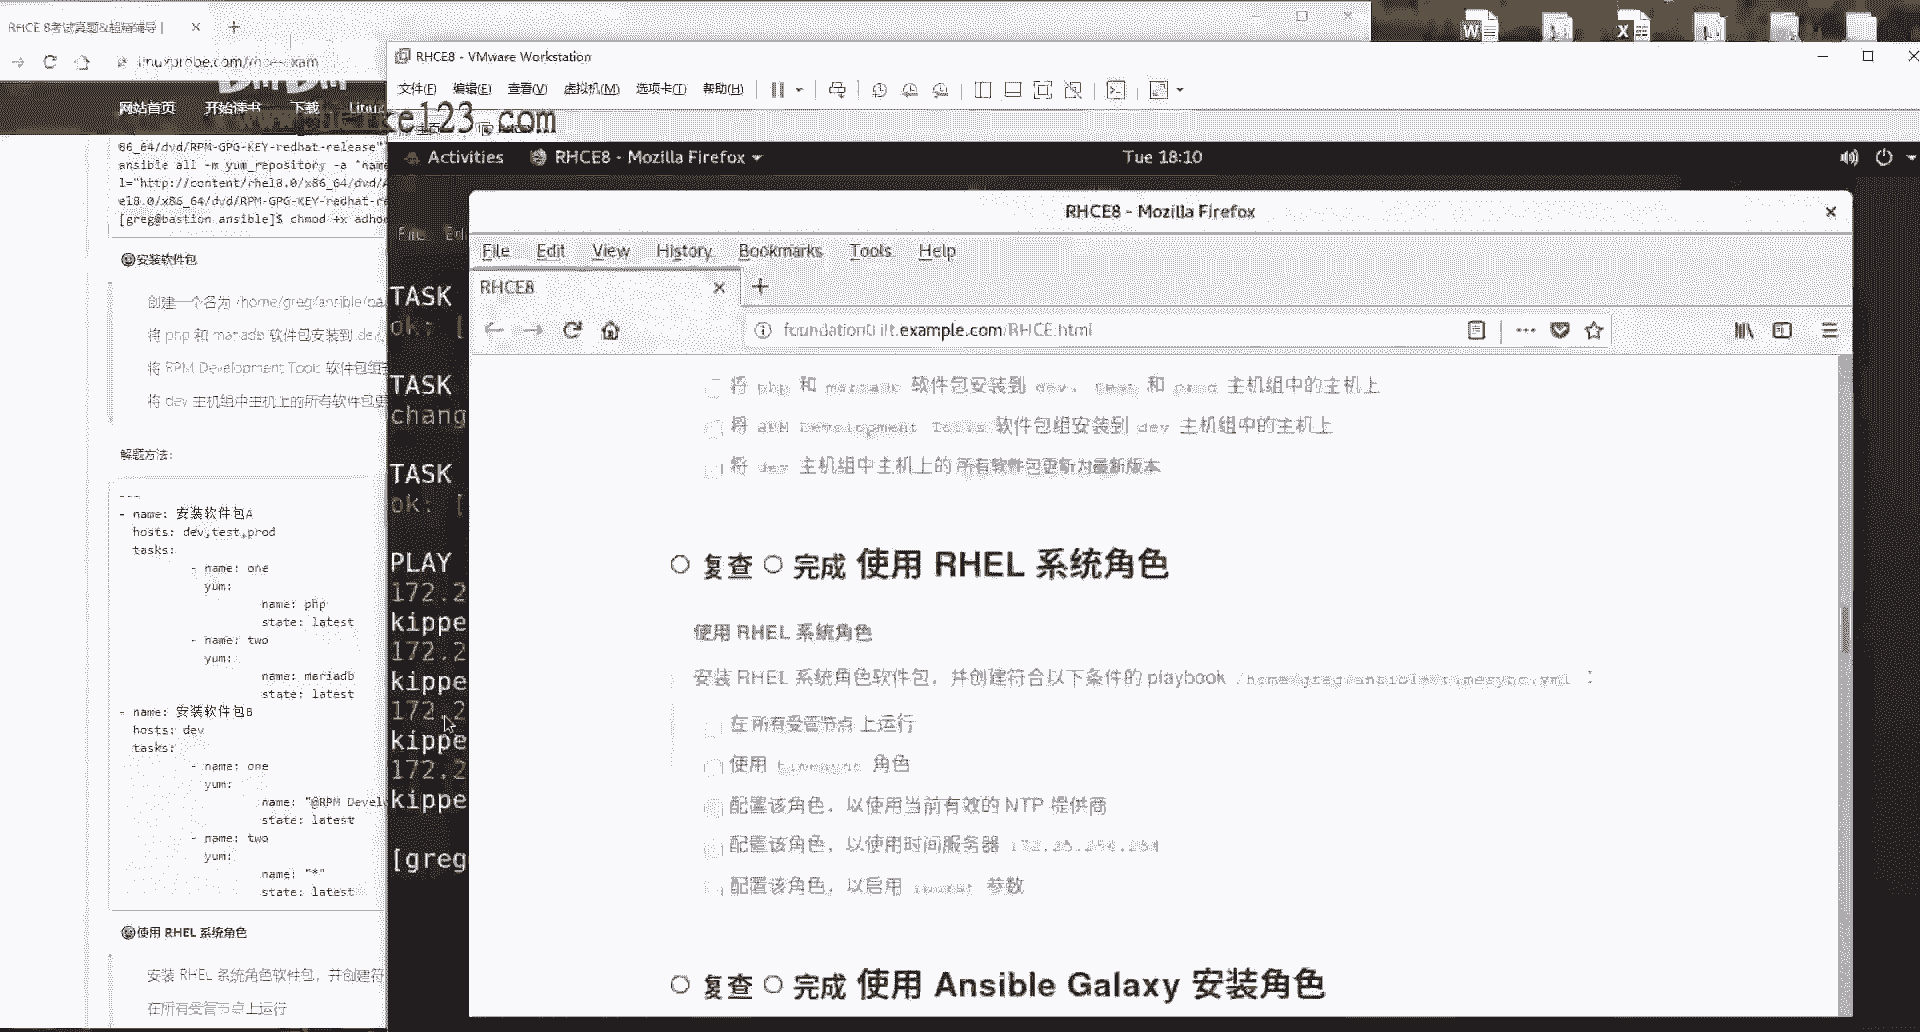 RHCE 8考试真题&超精辅导 |
网站首页 开始读书 下载 Linux
86_64/dvd/RPM-GPG-KEY-redhat-release"
ansible all -m yum_repository -a "name
l="http://content/rhel8.0/x86_64/dvd/
el8.0/x86_64/dvd/RPM-GPG-KEY-redhat-re
[greg@bastion ansible]$ chmod +x adho
安装软件包
创建一个名为 /home/greg/ansible/pa
将 php 和 mariadb 软件包安装到 dev,
将 RPM Development Tools 软件包组安
将 dev 主机组中主机上的所有软件包更
解题方法:
---
- name: 安装软件包A
hosts: dev,test,prod
tasks:
- name: one
yum:
name: php
state: latest
- name: two
yum:
name: mariadb
state: latest
- name: 安装软件包B
hosts: dev
tasks:
- name: one
yum:
name: "@RPM Devel
state: latest
- name: two
yum:
name: "*"
state: latest
使用 RHEL 系统角色
安装 RHEL 系统角色软件包，并创建符
在所有受管节点上运行
RHCE8 - VMware Workstation
文件(F) 编辑(E) 查看(V) 虚拟机(M) 选项卡(T) 帮助(H)
Activities RHCE8 - Mozilla Firefox Tue 18:10
TASK
ok: [
TASK
chang
TASK
ok: [
PLAY
172.2
kippe
172.2
kippe
172.2
kippe
172.2
kippe
[greg
RHCE8 - Mozilla Firefox
File Edit View History Bookmarks Tools Help
RHCE8
foundation0.ilt.example.com/RHCE.html
将 php 和 mariadb 软件包安装到 dev、 test 和 prod 主机组中的主机上
将 RPM Development Tools 软件包组安装到 dev 主机组中的主机上
将 dev 主机组中主机上的 所有软件包更新为最新版本
复查 完成 使用 RHEL 系统角色
使用 RHEL 系统角色
安装 RHEL 系统角色软件包，并创建符合以下条件的 playbook /home/greg/ansible/timesync.yml :
在 所有受管节点 上运行
使用 timesync 角色
配置该角色，以使用当前有效的 NTP 提供商
配置该角色，以使用时间服务器 172.25.254.254
配置该角色，以启用 iburst 参数
复查 完成 使用 Ansible Galaxy 安装角色